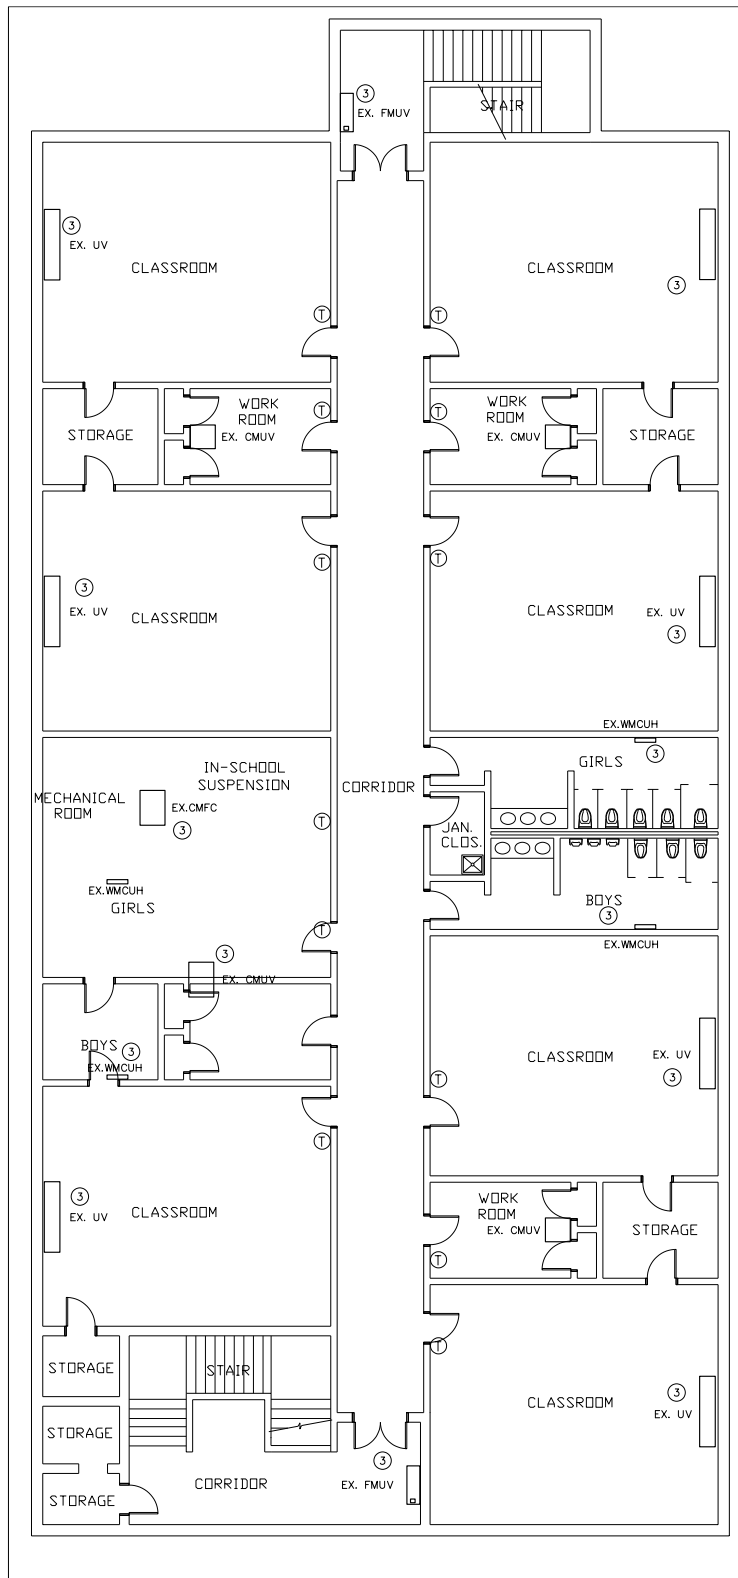 3
EX. FMUV
STAIR
3
EX. UV
CLASSROOM
CLASSROOM
3
T
T
WORK
ROOM
T
T
WORK
ROOM
STORAGE
EX. CMUV
EX. CMUV
STORAGE
T
T
3
EX. UV
CLASSROOM
CLASSROOM
EX. UV
3
EX.WMCUH
3
GIRLS
IN-SCHOOL
SUSPENSION
MECHANICAL
ROOM
EX.CMFC
3
T
CORRIDOR
JAN.
CLOS.
EX.WMCUH
GIRLS
T
BOYS
3
EX.WMCUH
3
EX. CMUV
BOYS
3
EX.WMCUH
CLASSROOM
EX. UV
3
T
T
3
EX. UV
CLASSROOM
WORK
ROOM
EX. CMUV
STORAGE
T
T
STORAGE
STAIR
CLASSROOM
3
EX. UV
STORAGE
3
EX. FMUV
CORRIDOR
STORAGE